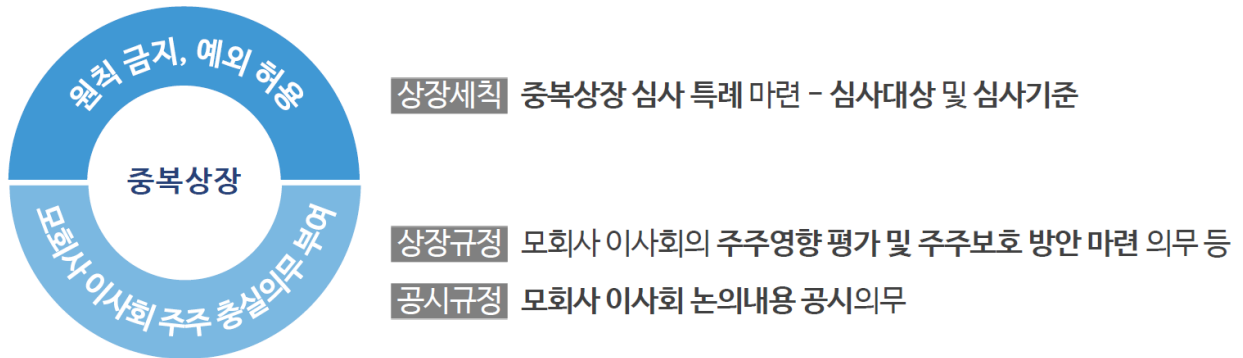 원칙 금지, 예외 허용
중복상장
모회사 이사회 주주 충실의무 부여
상장세칙 중복상장 심사 특례 마련 - 심사대상 및 심사기준
상장규정 모회사 이사회의 주주영향 평가 및 주주보호 방안 마련 의무 등
공시규정 모회사 이사회 논의내용 공시의무